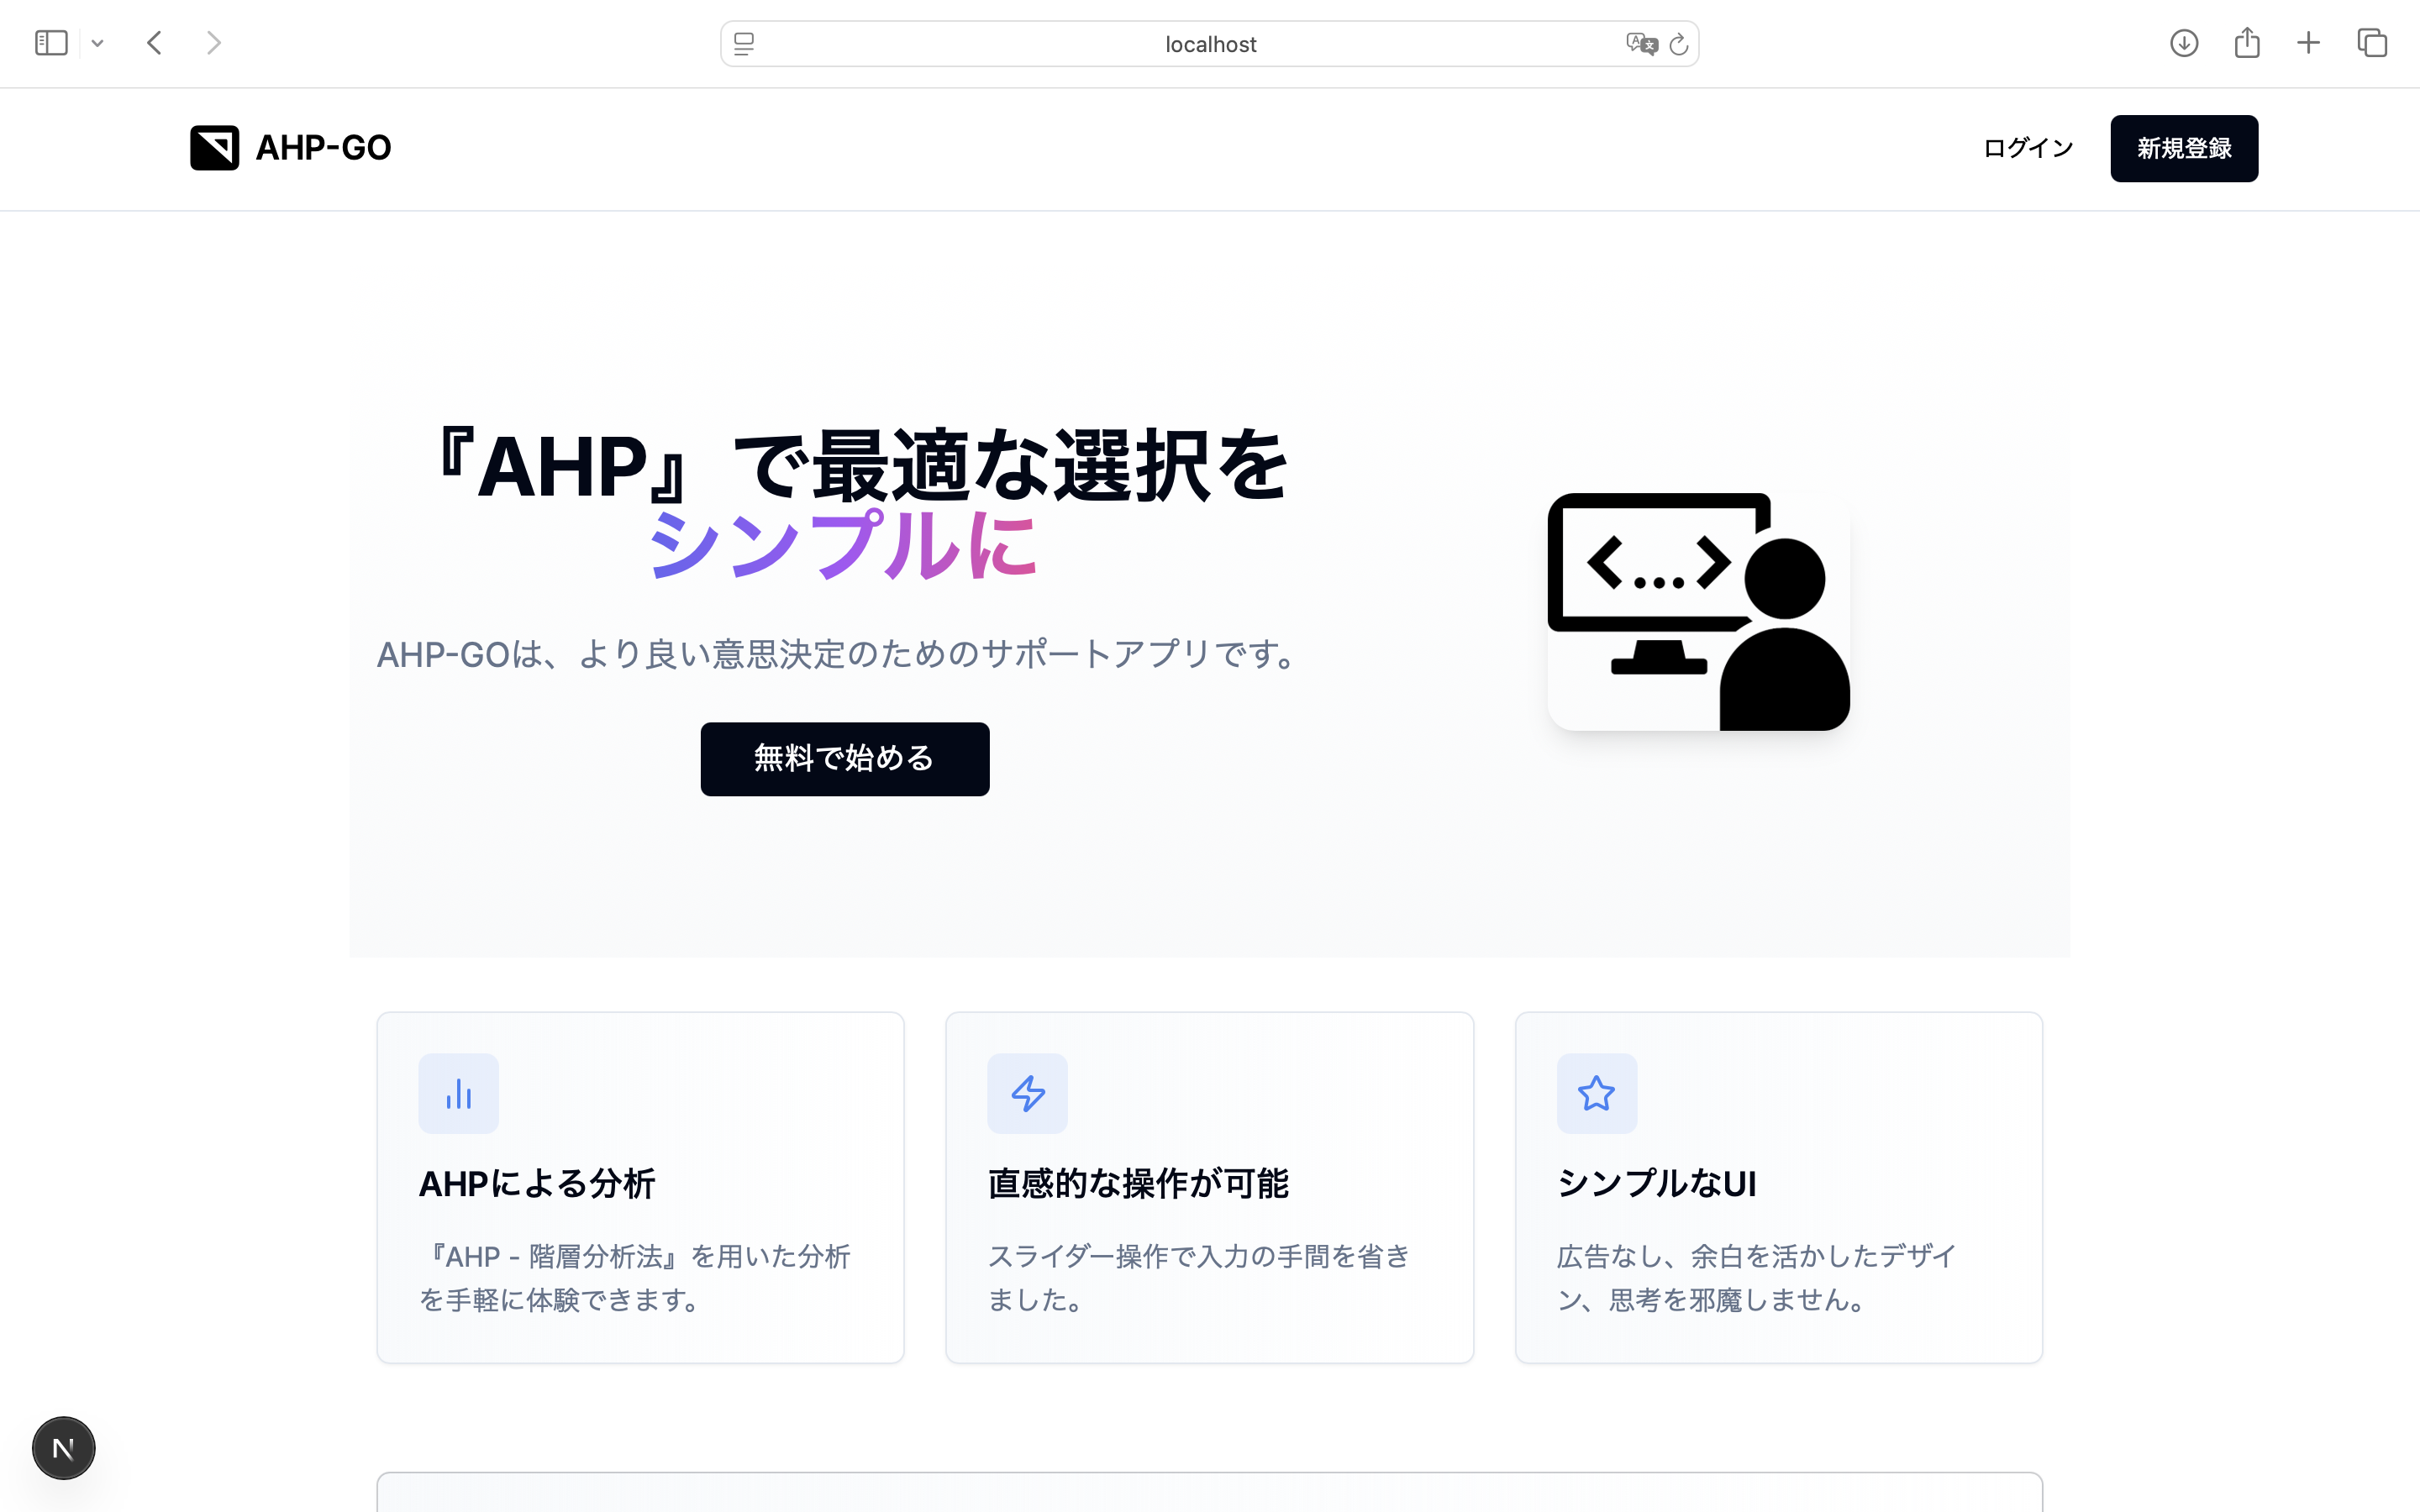 localhost
AHP-GO
ログイン
新規登録
『AHP』で最適な選択を
シンプルに
AHP-GOは、より良い意思決定のためのサポートアプリです。
無料で始める
<...>
AHPによる分析
『AHP - 階層分析法』を用いた分析
を手軽に体験できます。
直感的な操作が可能
スライダー操作で入力の手間を省き
ました。
シンプルなUI
広告なし、余白を活かしたデザイ
ン、思考を邪魔しません。
N